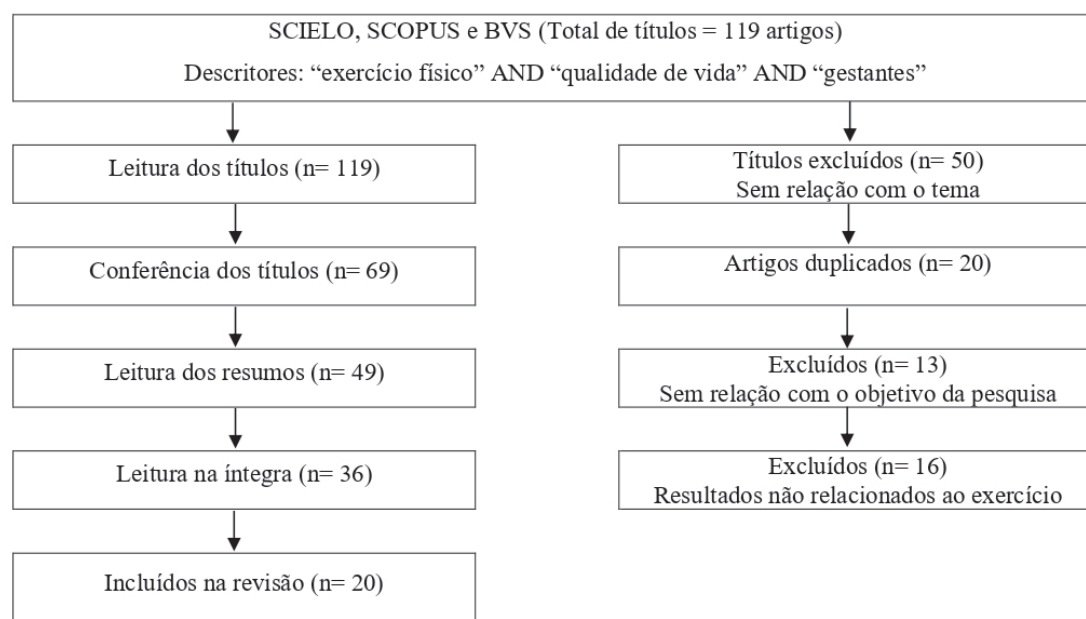 SCIELO, SCOPUS e BVS (Total de títulos = 119 artigos)
Descritores: “exercício físico” AND “qualidade de vida” AND “gestantes”
Leitura dos títulos (n= 119)
Títulos excluídos (n= 50)
Sem relação com o tema
Conferência dos títulos (n= 69)
Artigos duplicados (n= 20)
Leitura dos resumos (n= 49)
Excluídos (n= 13)
Sem relação com o objetivo da pesquisa
Leitura na íntegra (n= 36)
Excluídos (n= 16)
Resultados não relacionados ao exercício
Incluídos na revisão (n= 20)